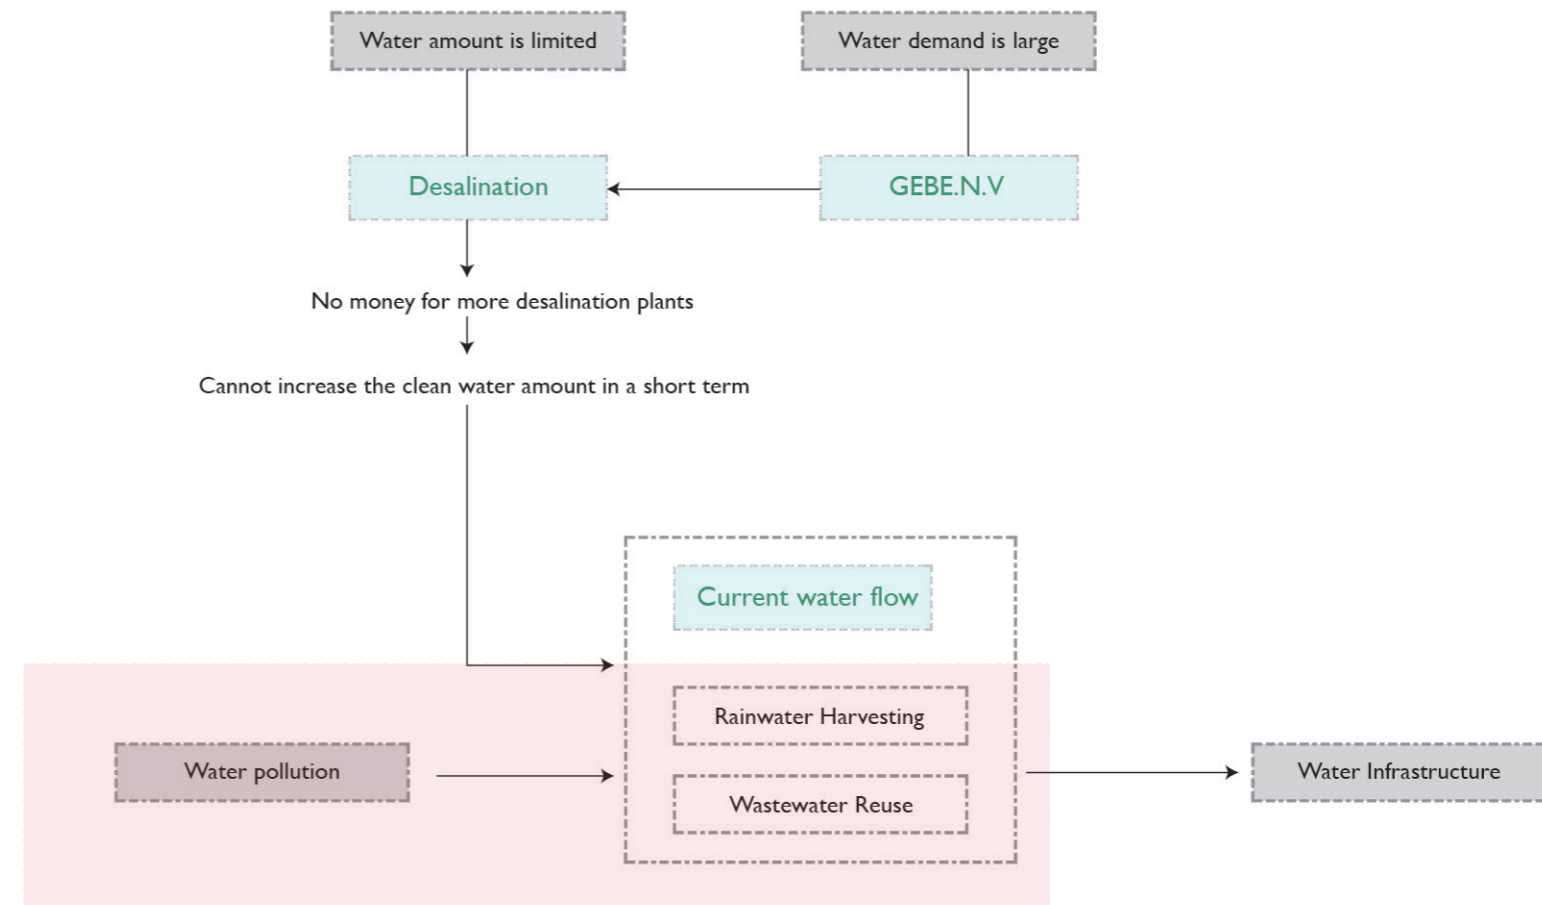 Water amount is limited
Water demand is large
Desalination
GEBE.N.V
No money for more desalination plants
Cannot increase the clean water amount in a short term
Current water flow
Rainwater Harvesting
Water pollution
Water Infrastructure
Wastewater Reuse